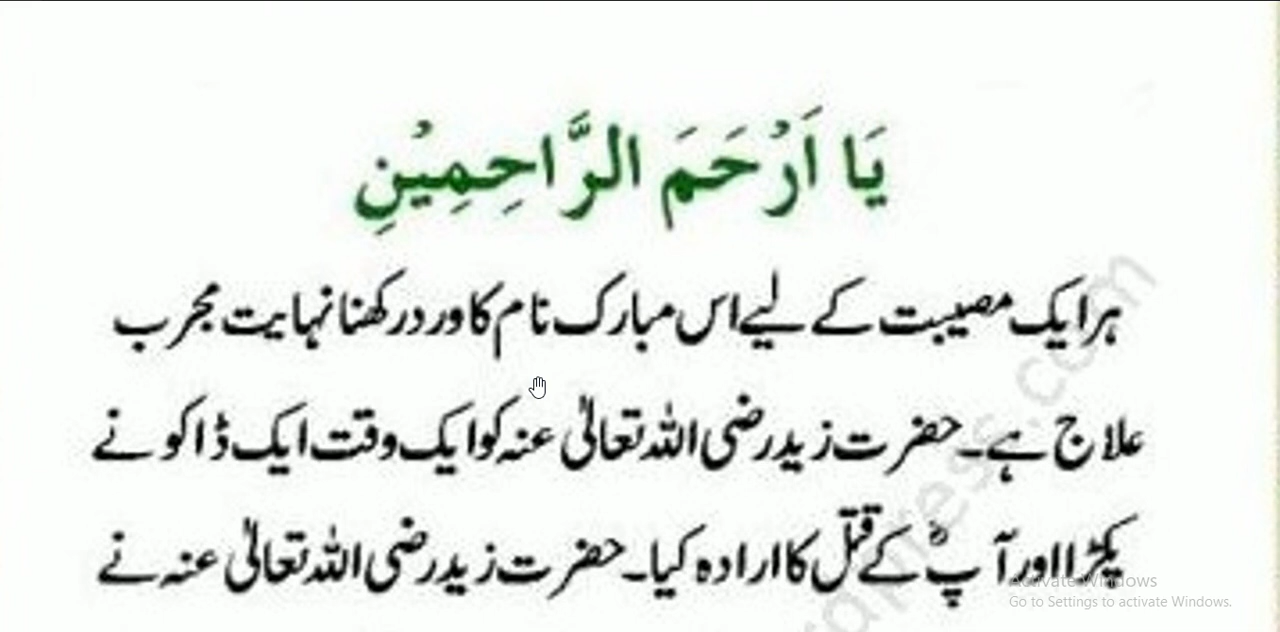 يَا اَرْحَمَ الرَّاحِمِيْنِ
ہر ایک مصیبت کے لیے اس مبارک نام کا ورد رکھنا نہایت مجرب
علاج ہے۔ حضرت زید رضی اللہ تعالیٰ عنہ کو ایک وقت ایک ڈاکو نے
پکڑا اور آپؓ کے قتل کا ارادہ کیا۔ حضرت زید رضی اللہ تعالیٰ عنہ نے
Activate Windows
Go to Settings to activate Windows.